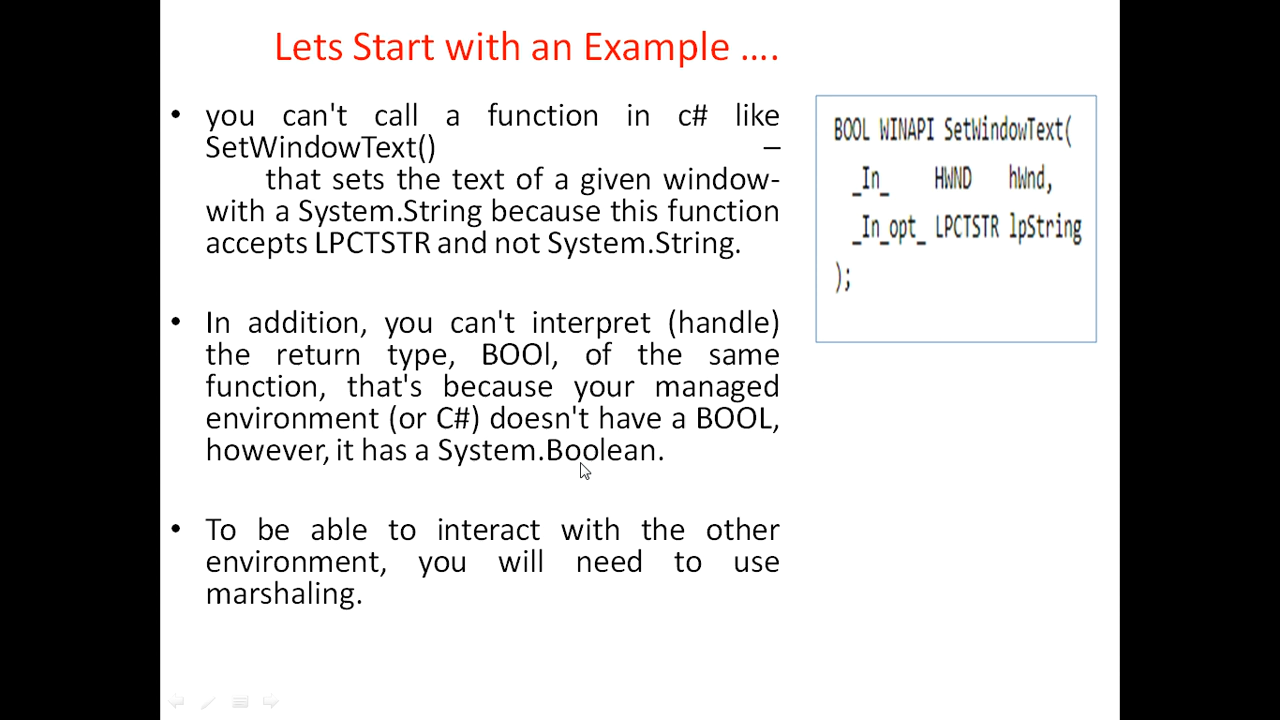 Lets Start with an Example ....
• you can't call a function in c# like
SetWindowText() –
that sets the text of a given window-
with a System.String because this function
accepts LPCTSTR and not System.String.
• In addition, you can't interpret (handle)
the return type, BOOl, of the same
function, that's because your managed
environment (or C#) doesn't have a BOOL,
however, it has a System.Boolean.
• To be able to interact with the other
environment, you will need to use
marshaling.
BOOL WINAPI SetWindowText(
_In_ HWND hWnd,
_In_opt_ LPCTSTR lpString
);